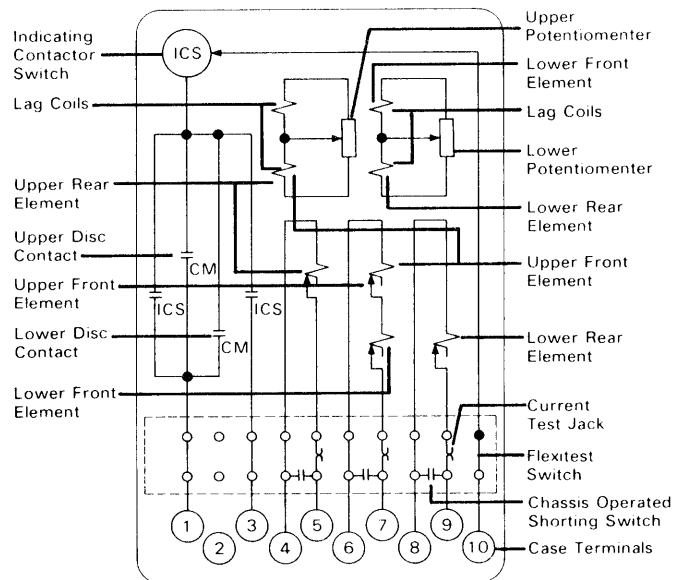 Indicating
Contactor
Switch
ICS
Upper
Potentiomenter
Lower Front
Element
Lag Coils
Lag Coils
Lower
Potentiomenter
Upper Rear
Element
Lower Rear
Element
Upper Disc
Contact
CM
Upper Front
Element
Upper Front
Element
ICS
ICS
Lower Disc
Contact
CM
Lower Rear
Element
Lower Front
Element
Current
Test Jack
Flexitest
Switch
Chassis Operated
Shorting Switch
1
2
3
4
5
6
7
8
9
10
Case Terminals